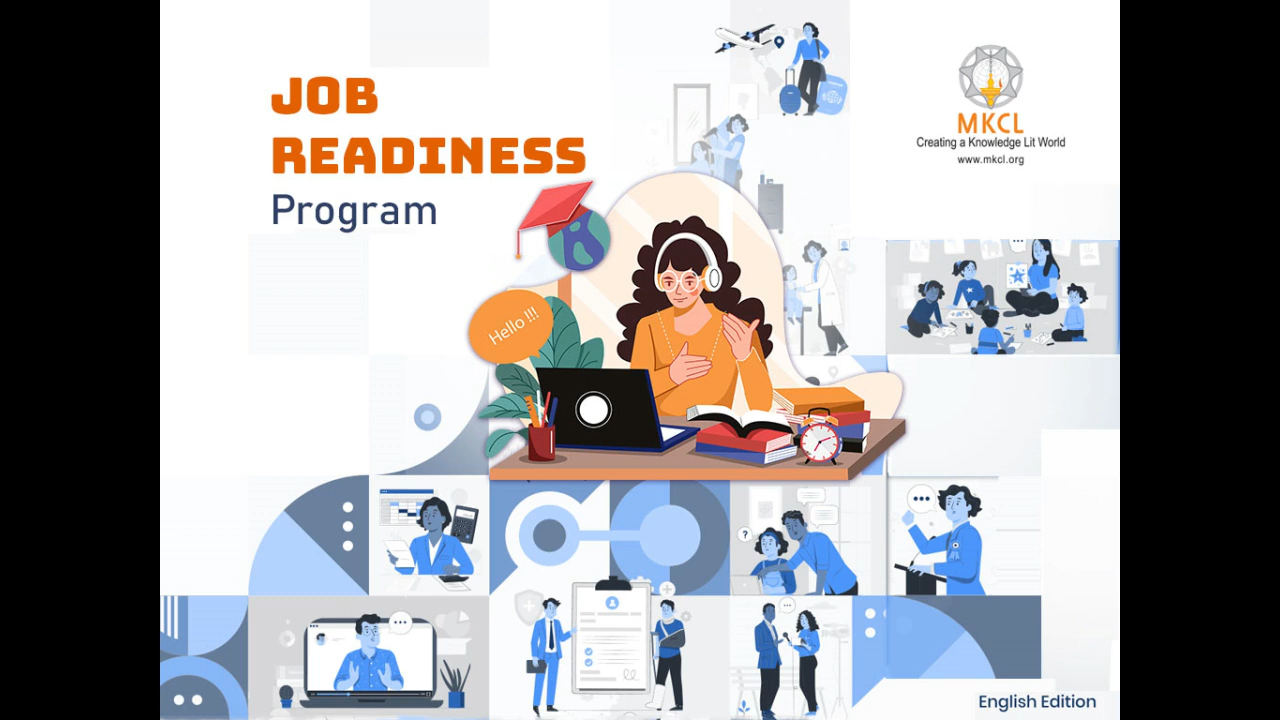 JOB
READINESS
Program
MKCL
Creating a Knowledge Lit World
www.mkcl.org
Hello !!!
?
English Edition